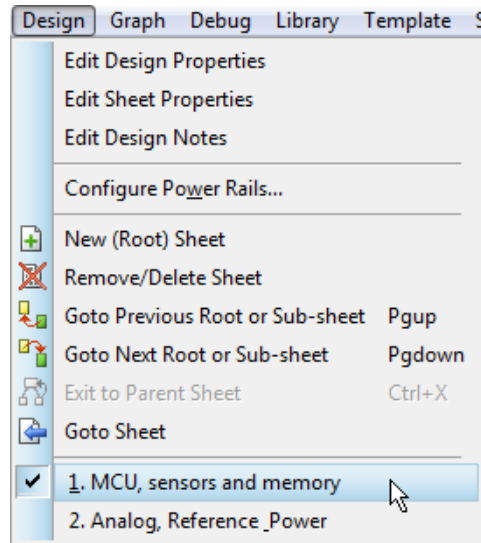 Design Graph Debug Library Template
Edit Design Properties
Edit Sheet Properties
Edit Design Notes
Configure Power Rails...
New (Root) Sheet
Remove/Delete Sheet
Goto Previous Root or Sub-sheet Pgup
Goto Next Root or Sub-sheet Pgdown
Exit to Parent Sheet Ctrl+X
Goto Sheet
1. MCU, sensors and memory
2. Analog, Reference_Power